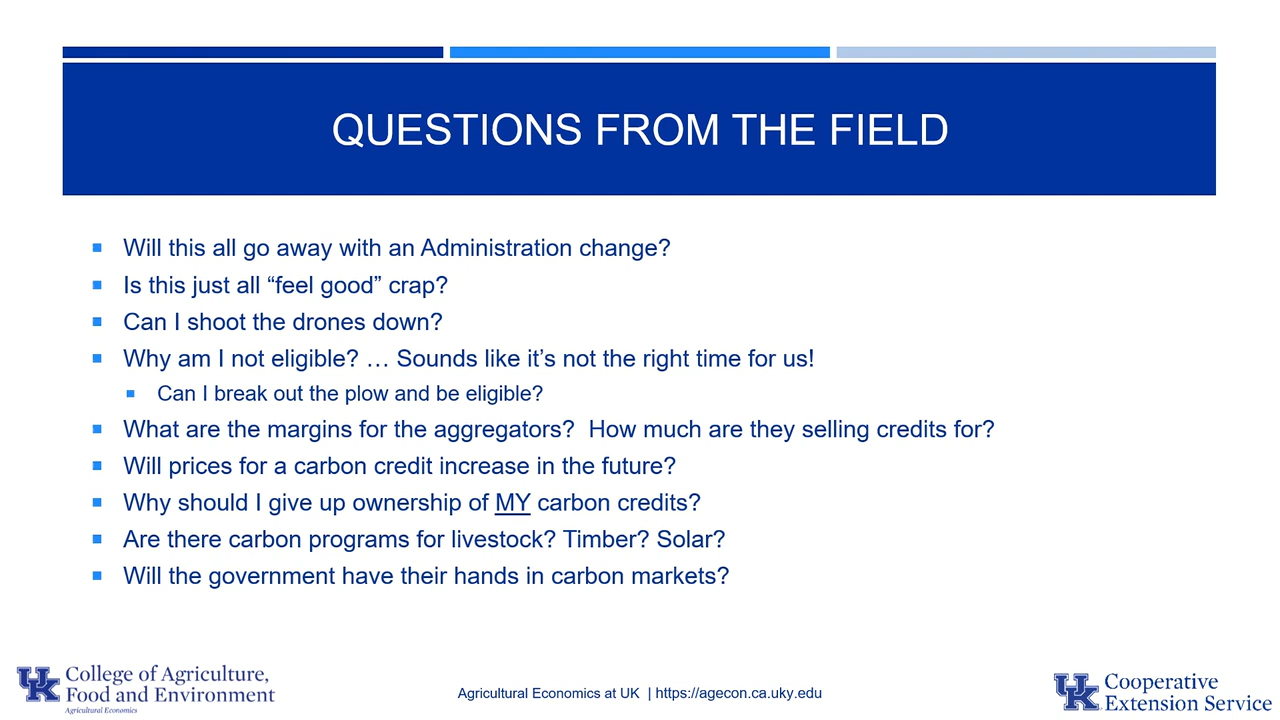 QUESTIONS FROM THE FIELD
Will this all go away with an Administration change?
Is this just all “feel good” crap?
Can I shoot the drones down?
Why am I not eligible? … Sounds like it’s not the right time for us!
Can I break out the plow and be eligible?
What are the margins for the aggregators?  How much are they selling credits for?
Will prices for a carbon credit increase in the future?
Why should I give up ownership of MY carbon credits?
Are there carbon programs for livestock? Timber? Solar?
Will the government have their hands in carbon markets?
UK College of Agriculture,
Food and Environment
Agricultural Economics
Agricultural Economics at UK | https://agecon.ca.uky.edu
UK Cooperative
Extension Service